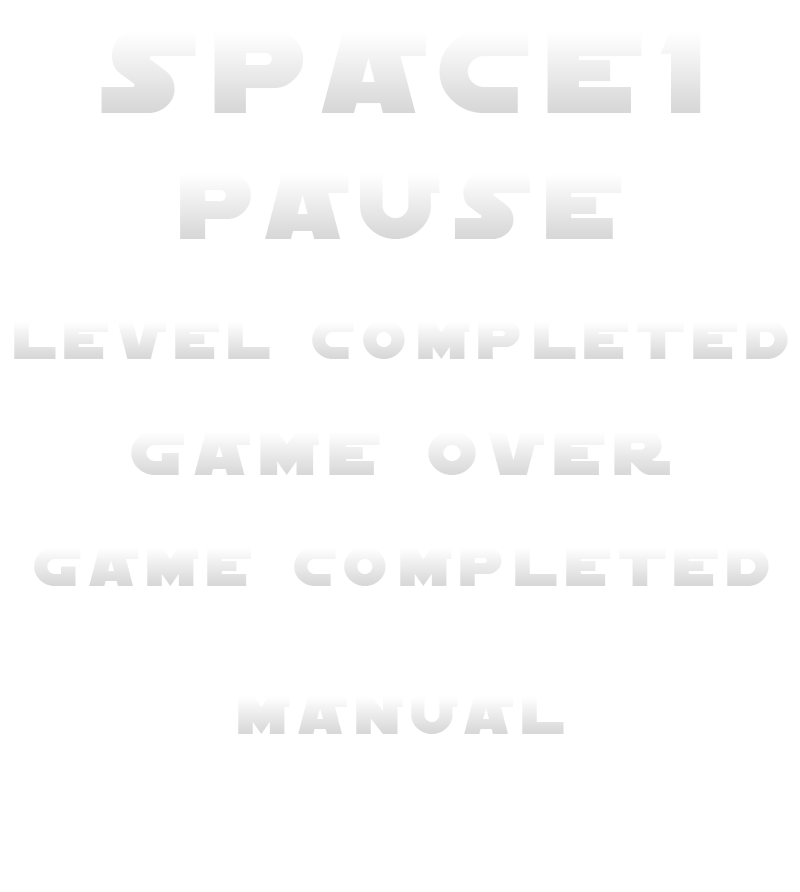 SPACE1
PAUSE
LEVEL COMPLETED
GAME OVER
GAME COMPLETED
MANUAL